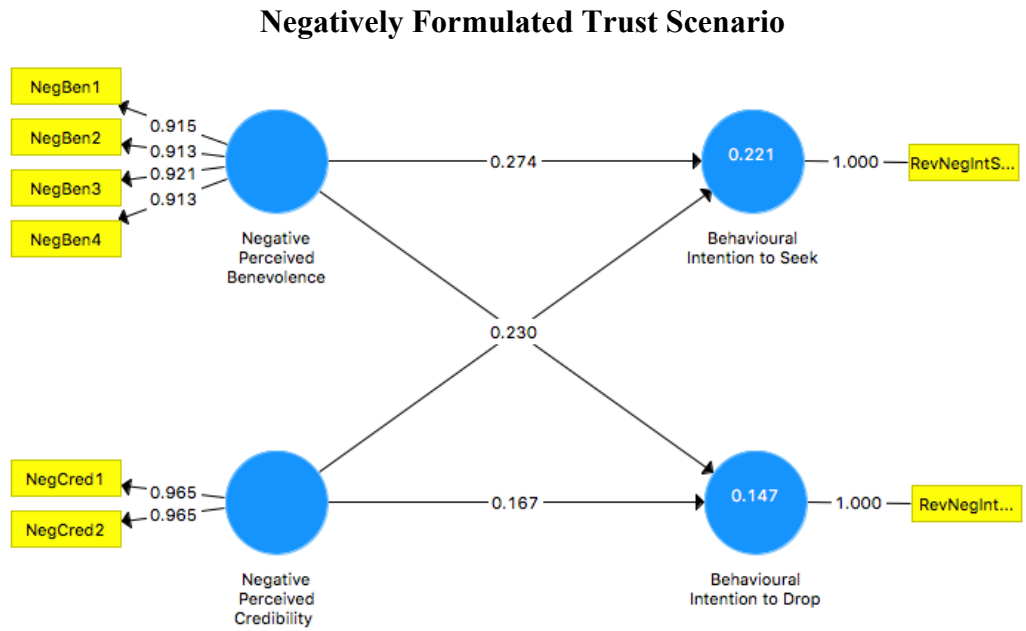 Negatively Formulated Trust Scenario
NegBen1
NegBen2
NegBen3
NegBen4
0.915
0.913
0.921
0.913
Negative
Perceived
Benevolence
0.274
0.221
1.000
RevNegIntS...
Behavioural
Intention to Seek
0.230
NegCred1
NegCred2
0.965
0.965
Negative
Perceived
Credibility
0.167
0.147
1.000
RevNegInt...
Behavioural
Intention to Drop